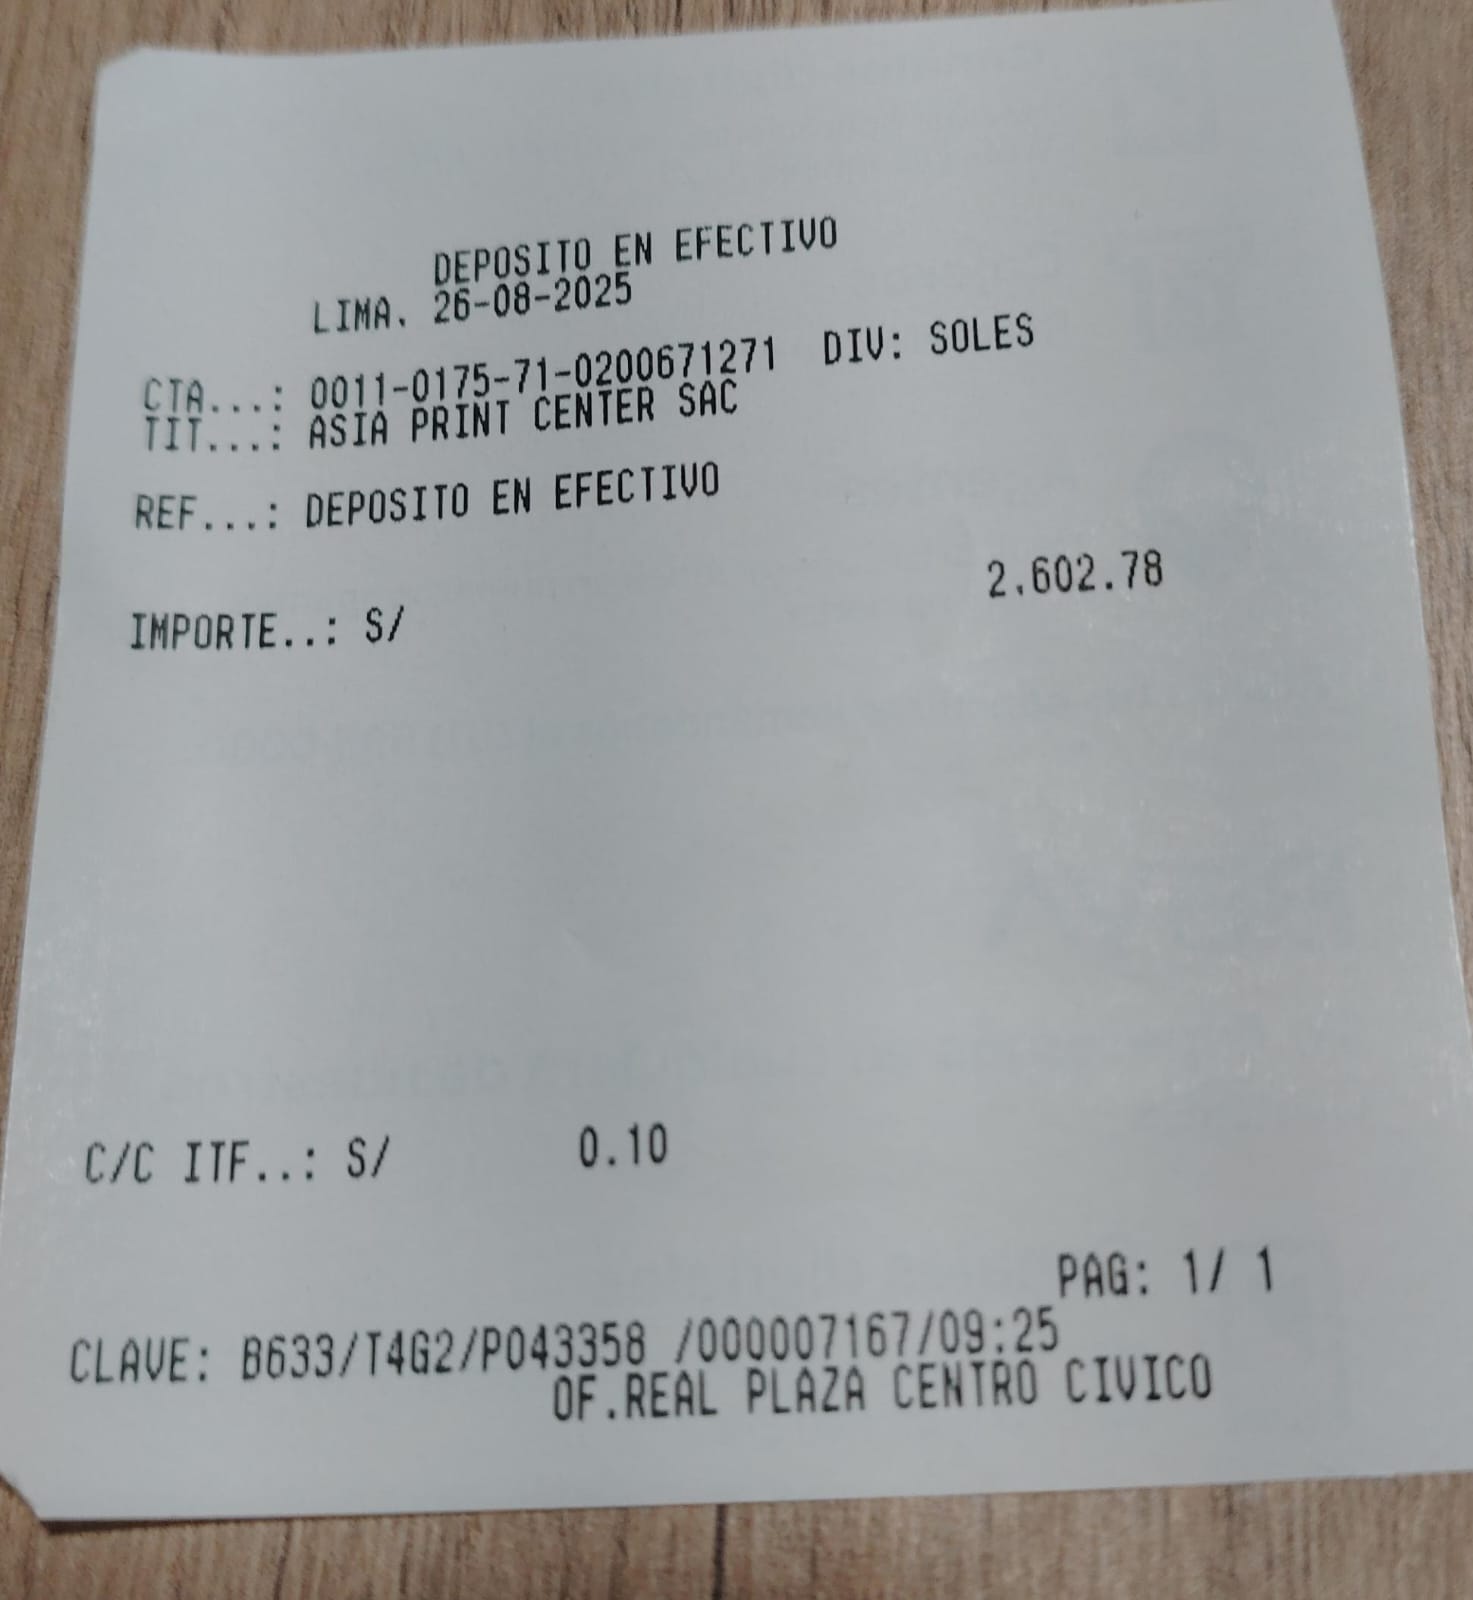 DEPOSITO EN EFECTIVO
LIMA. 26-08-2025
CTA...: 0011-0175-71-0200671271 DIV: SOLES
TIT...: ASIA PRINT CENTER SAC
REF...: DEPOSITO EN EFECTIVO
2.602.78
IMPORTE..: S/
C/C ITF..: S/ 0.10
PAG: 1/ 1
CLAVE: B633/T4G2/P043358 /000007167/09:25
OF.REAL PLAZA CENTRO CIVICO